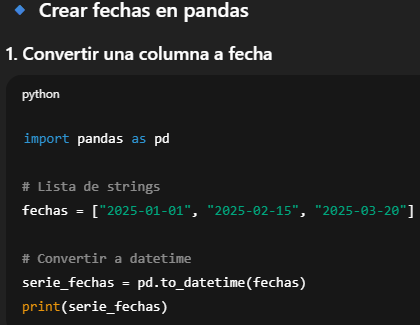 Crear fechas en pandas
1. Convertir una columna a fecha
python
import pandas as pd
# Lista de strings
fechas = ["2025-01-01", "2025-02-15", "2025-03-20"]
# Convertir a datetime
serie_fechas = pd.to_datetime(fechas)
print(serie_fechas)